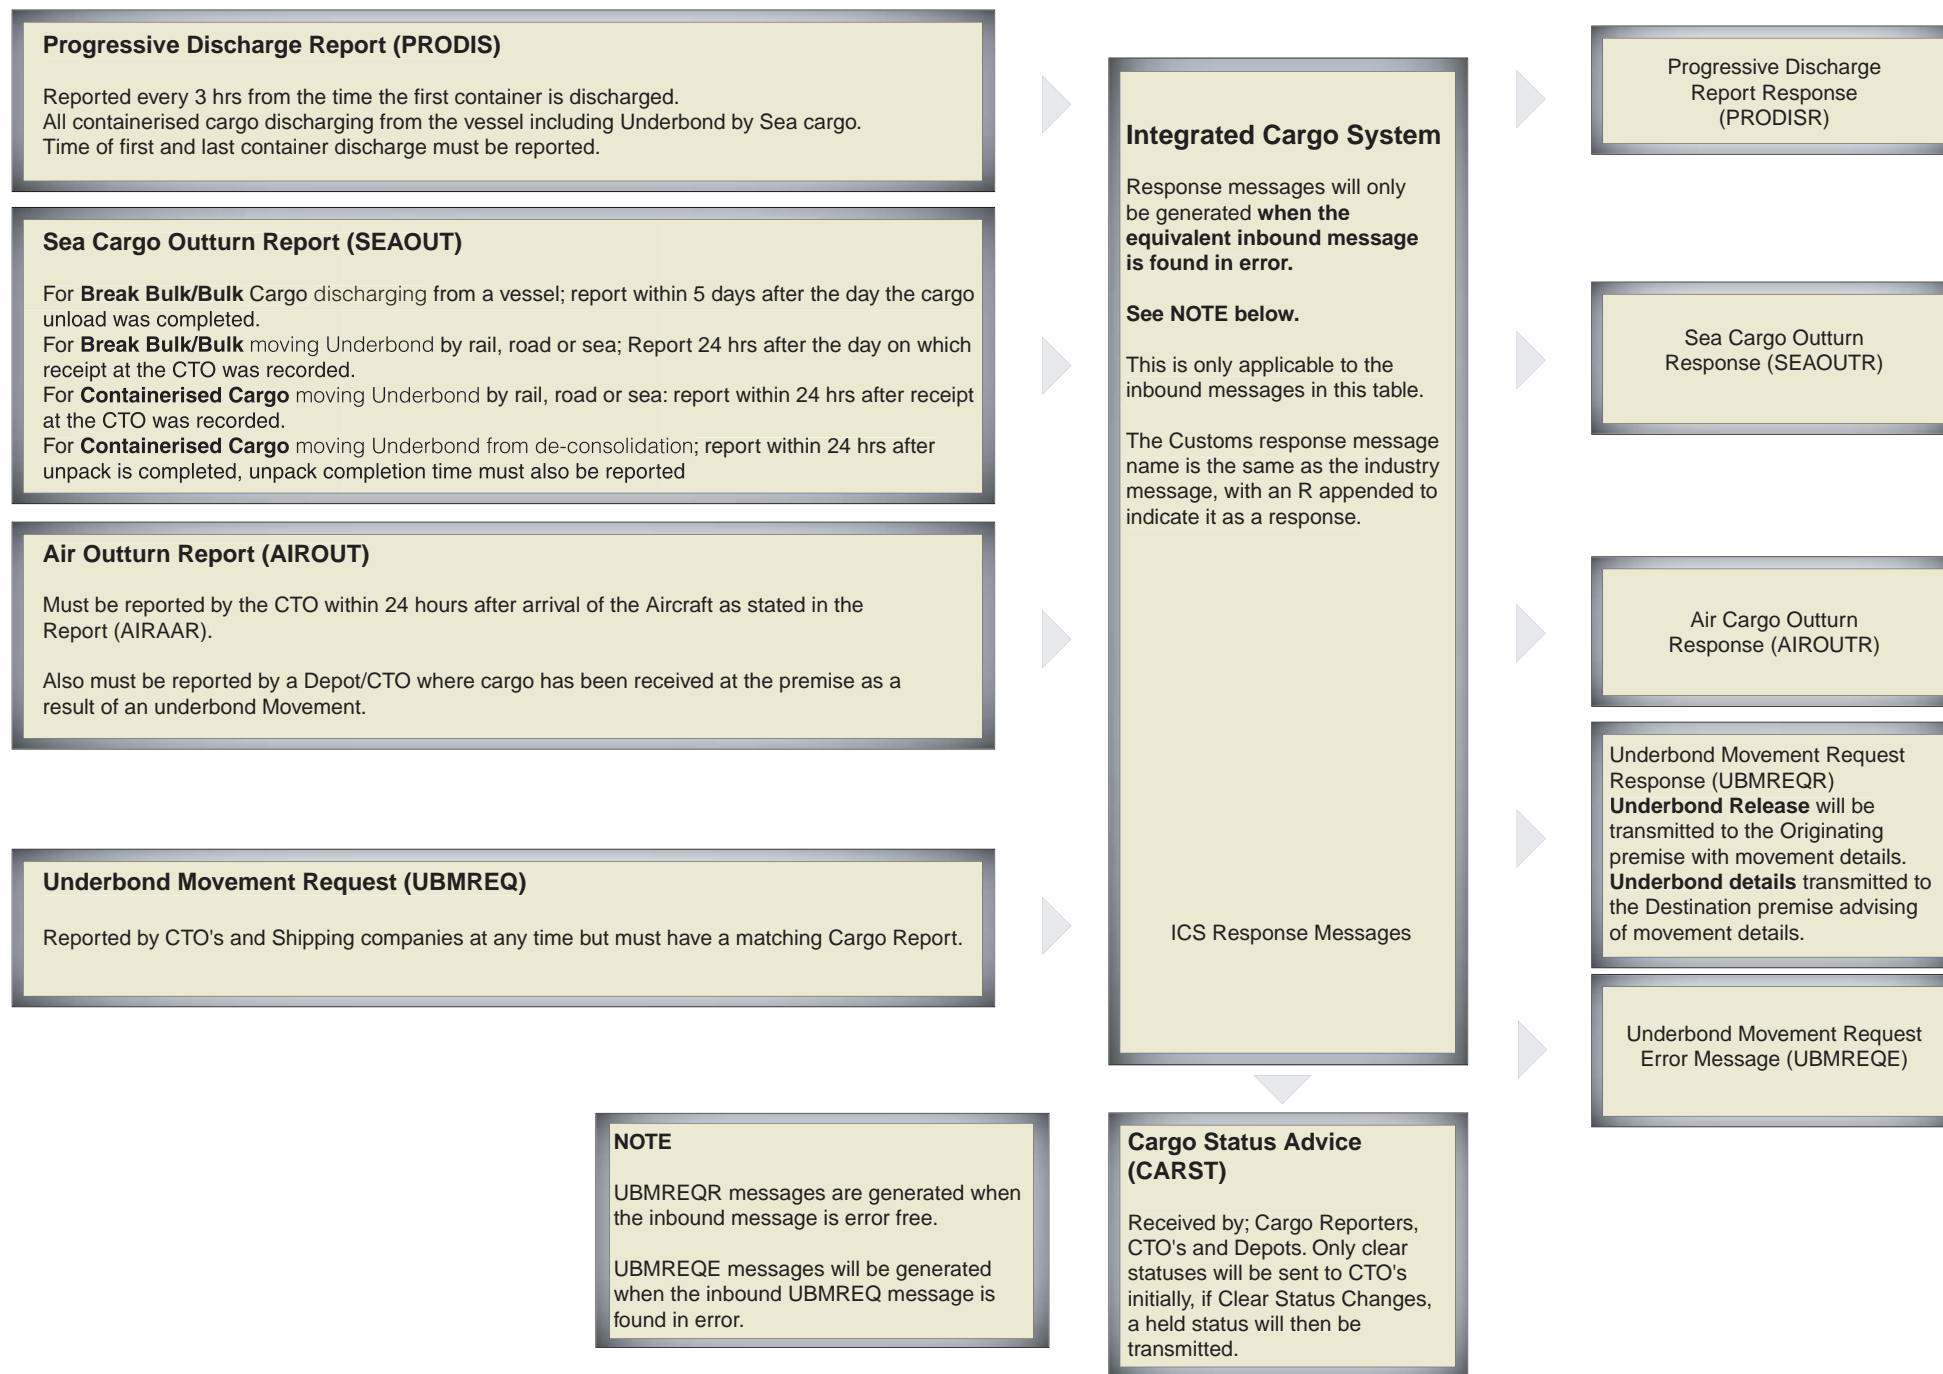 Progressive Discharge Report (PRODIS)
Reported every 3 hrs from the time the first container is discharged.
All containerised cargo discharging from the vessel including Underbond by Sea cargo.
Time of first and last container discharge must be reported.
Sea Cargo Outturn Report (SEAOUT)
For Break Bulk/Bulk Cargo discharging from a vessel; report within 5 days after the day the cargo
unload was completed.
For Break Bulk/Bulk moving Underbond by rail, road or sea; Report 24 hrs after the day on which
receipt at the CTO was recorded.
For Containerised Cargo moving Underbond by rail, road or sea: report within 24 hrs after receipt
at the CTO was recorded.
For Containerised Cargo moving Underbond from de-consolidation; report within 24 hrs after
unpack is completed, unpack completion time must also be reported
Air Outturn Report (AIROUT)
Must be reported by the CTO within 24 hours after arrival of the Aircraft as stated in the
Report (AIRAAR).
Also must be reported by a Depot/CTO where cargo has been received at the premise as a
result of an underbond Movement.
Underbond Movement Request (UBMREQ)
Reported by CTO's and Shipping companies at any time but must have a matching Cargo Report.
Integrated Cargo System
Response messages will only
be generated when the
equivalent inbound message
is found in error.
See NOTE below.
This is only applicable to the
inbound messages in this table.
The Customs response message
name is the same as the industry
message, with an R appended to
indicate it as a response.
ICS Response Messages
Progressive Discharge
Report Response
(PRODISR)
Sea Cargo Outturn
Response (SEAOUTR)
Air Cargo Outturn
Response (AIROUTR)
Underbond Movement Request
Response (UBMREQR)
Underbond Release will be
transmitted to the Originating
premise with movement details.
Underbond details transmitted to
the Destination premise advising
of movement details.
Underbond Movement Request
Error Message (UBMREQE)
NOTE
UBMREQR messages are generated when
the inbound message is error free.
UBMREQE messages will be generated
when the inbound UBMREQ message is
found in error.
Cargo Status Advice
(CARST)
Received by; Cargo Reporters,
CTO's and Depots. Only clear
statuses will be sent to CTO's
initially, if Clear Status Changes,
a held status will then be
transmitted.